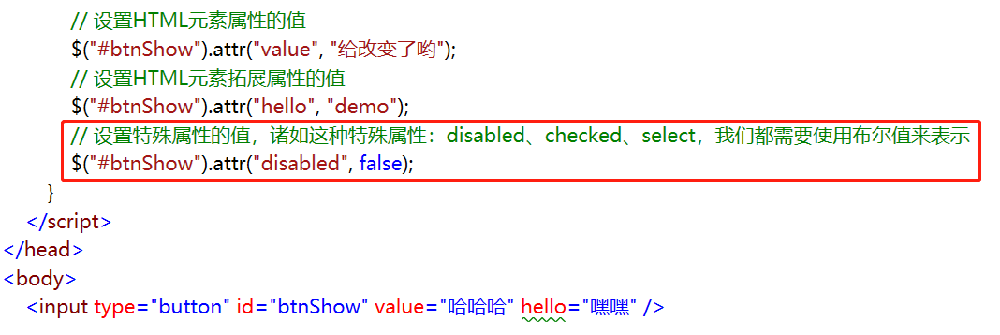 // 设置HTML元素属性的值
$("#btnShow").attr("value", "给改变了哟");
// 设置HTML元素拓展属性的值
$("#btnShow").attr("hello", "demo");
// 设置特殊属性的值，诸如这种特殊属性：disabled、checked、select，我们都需要使用布尔值来表示
$("#btnShow").attr("disabled", false);
}
</script>
</head>
<body>
<input type="button" id="btnShow" value="哈哈哈" hello="嘿嘿" />